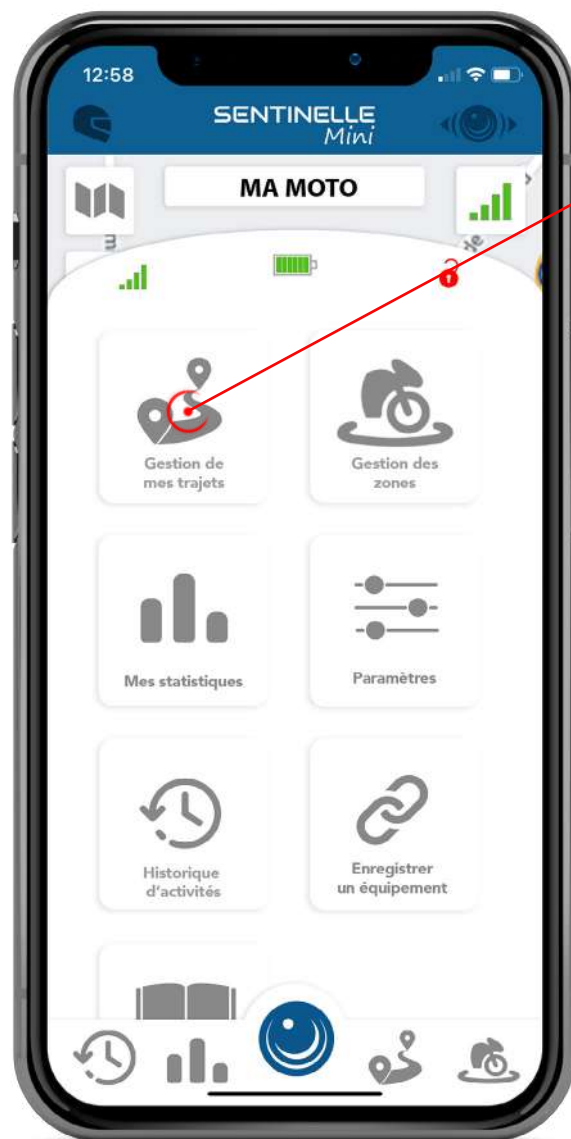 12:58
SENTINELLE
Mini
MA MOTO
Gestion de
mes trajets
Gestion des
zones
Mes statistiques
Paramètres
Historique
d'activités
Enregistrer
un équipement